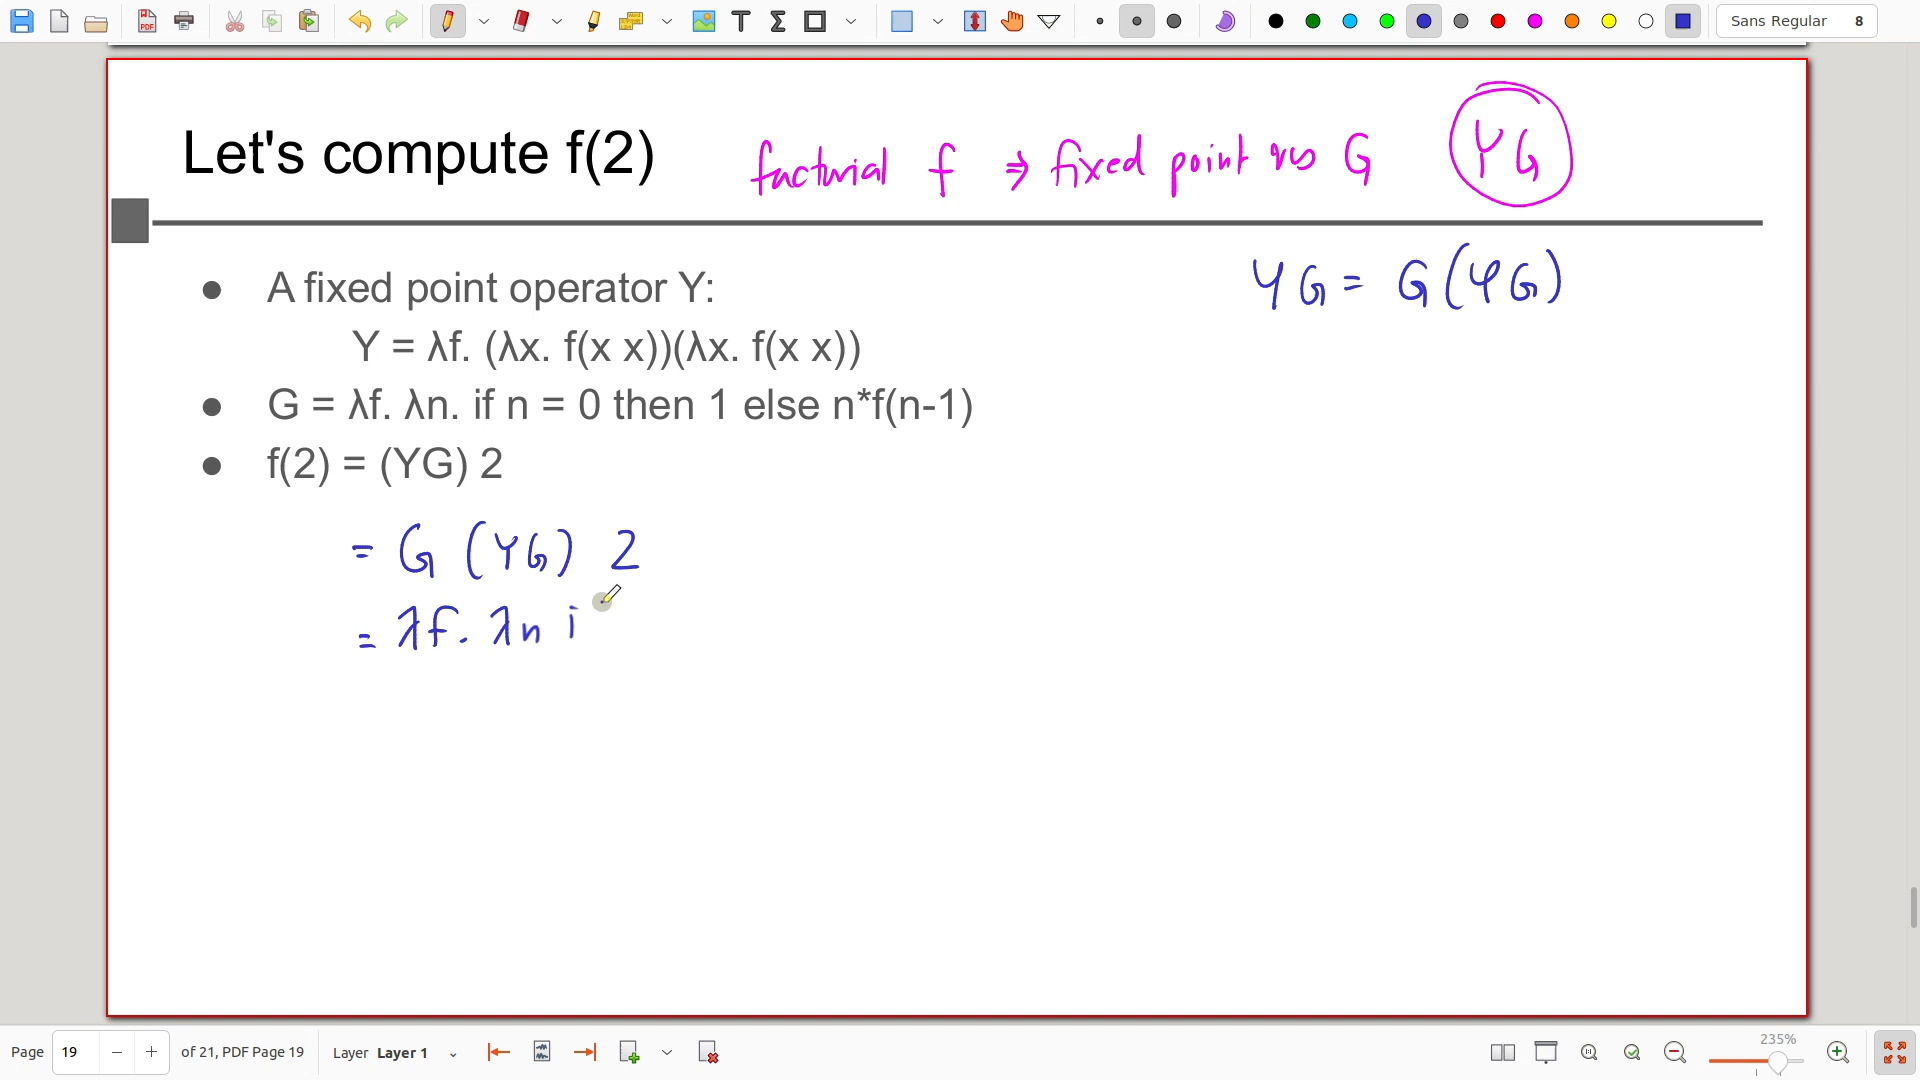 Sans Regular 8
Let's compute f(2)
factorial f ⇒ fixed point of G YG
YG = G(YG)
● A fixed point operator Y:
Y = λf. (λx. f(x x))(λx. f(x x))
● G = λf. λn. if n = 0 then 1 else n*f(n-1)
● f(2) = (YG) 2
= G (YG) 2
= λf. λn i
Page 19 of 21, PDF Page 19 Layer Layer 1 235%